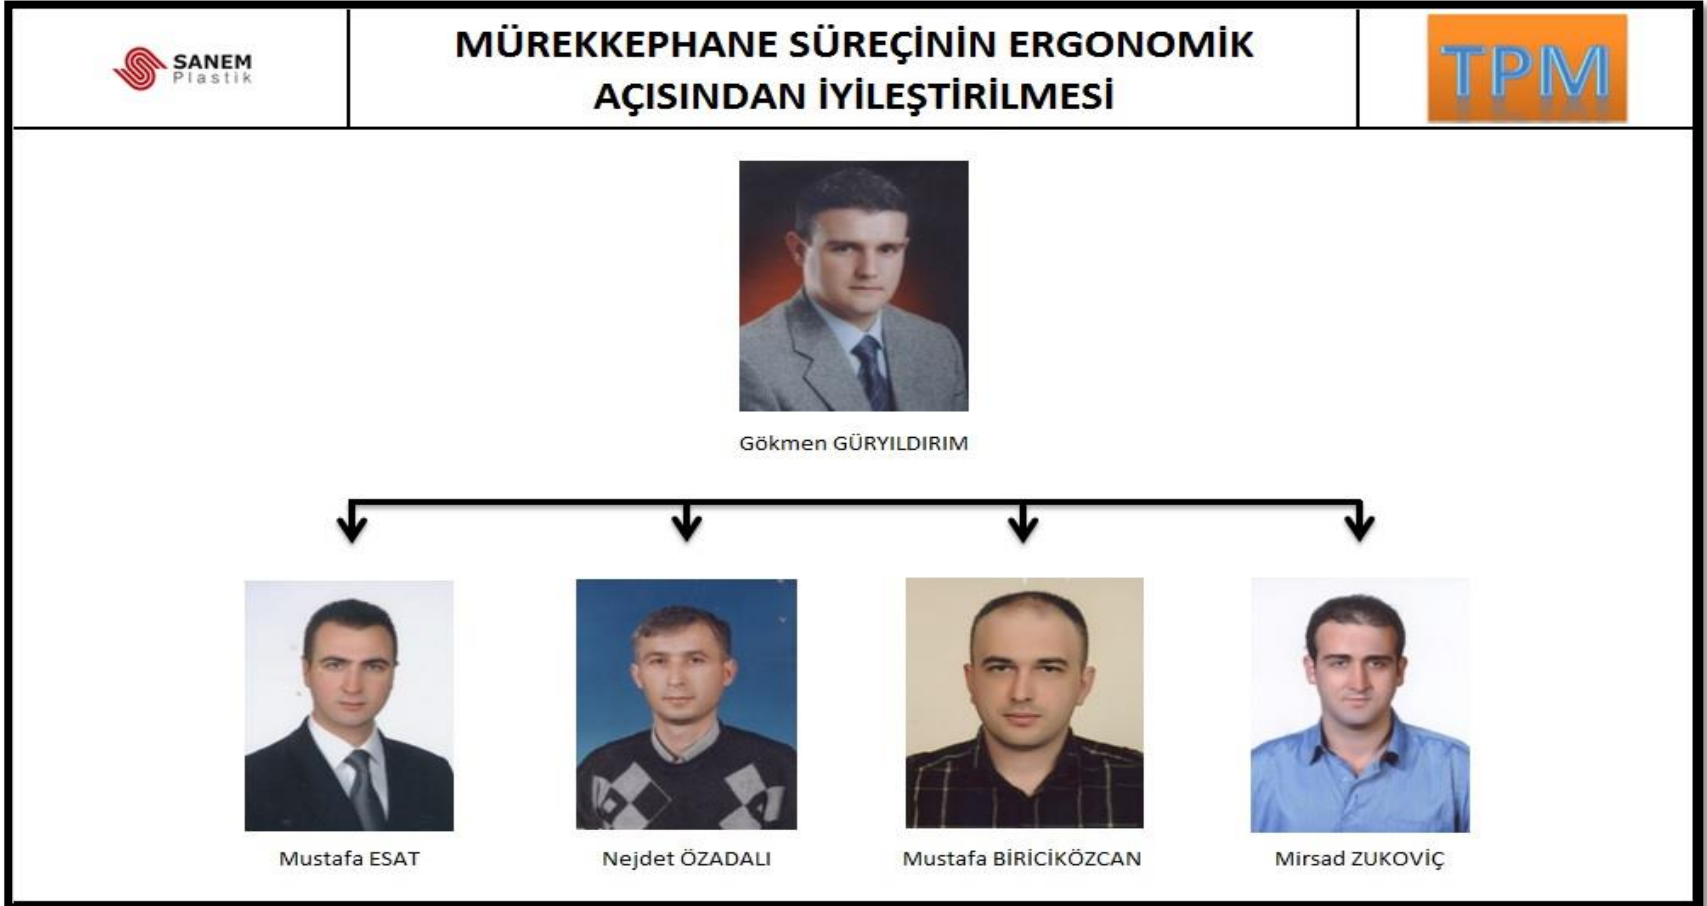 SANEM
Plastik
MÜREKKEPHANE SÜREÇİNİN ERGONOMİK
AÇISINDAN İYİLEŞTİRİLMESİ
TPM
Gökmen GÜRYILDIRIM
Mustafa ESAT
Nejdet ÖZADALI
Mustafa BİRİCİKÖZCAN
Mirsad ZUKOVİÇ